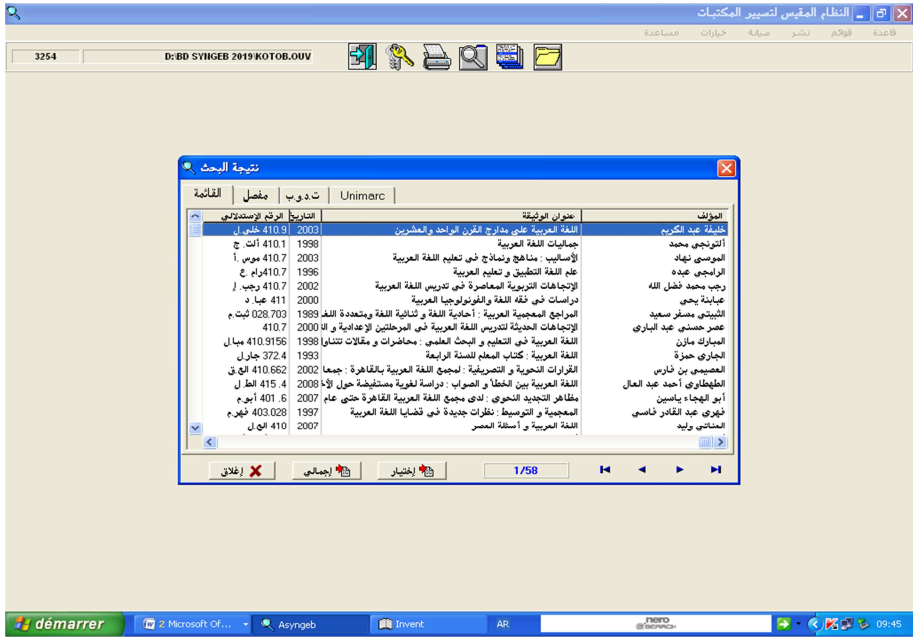 النظام المقيس لتسيير المكتبات
قاعدة قوائم نشر صيانة خيارات مساعدة
3254 D:\BD SYNGEB 2019\KOTOB.OUV
نتيجة البحث
القائمة مفصل ت.د.و.ب Unimarc
المؤلف عنوان الوثيقة التاريخ الرقم الإستدلالي
خليفة عبد الكريم اللغة العربية على مدارج القرن الواحد والعشرين 2003 410.9 خلي.ل
ألتونجي محمد جماليات اللغة العربية 1998 410.1 ألت. ج
الموسى نهاد الأساليب : مناهج ونماذج في تعليم اللغة العربية 2003 410.7 موس .أ
الراجحي عبده علم اللغة التطبيق و تعليم العربية 1996 410.7رام .ع
رجب محمد فضل الله الإتجاهات التربوية المعاصرة في تدريس اللغة العربية 2002 410.7 رجب. إ
عبابنة يحي دراسات في فقه اللغة والفونولوجيا العربية 2000 411 عبا. د
الثبيتي مسفر سعيد المراجع المعجمية العربية : أحادية اللغة و ثنائية اللغة ومتعددة اللغ 1989 028.703 ثبت.م
عصر حسني عبد الباري الإتجاهات الحديثة لتدريس اللغة العربية في المرحلتين الإعدادية و الث 2000 410.7
المبارك مازن اللغة العربية في التعليم و البحث العلمي : محاضرات و مقالات تتناو 1998 410.9156 مبا.ل
الجاري حمزة اللغة العربية : كتاب المعلم للسنة الرابعة 1993 372.4 جار.ل
العصيمي بن فارس القرارات النحوية و التصريفية : لمجمع اللغة العربية بالقاهرة : جمعا 2002 410.662 الع.ق
الطهطاوي أحمد عبد العال اللغة العربية بين الخطأ و الصواب : دراسة لغوية مستفيضة حول الأخ 2008 4. 415 الط.ل
أبو الهجاء ياسين مظاهر التجديد النحوي : لدى مجمع اللغة العربية القاهرة حتى عام 2007 6. 401 أبو.م
فهري عبد القادر فاسي المعجمية و التوسيط : نظرات جديدة في قضايا اللغة العربية 1997 403.028 فهر.م
العناتي وليد اللغة العربية و أسئلة العصر 2007 410 الع.ل
إغلاق إجمالي إختيار 1/58
démarrer 2 Microsoft Of... Asyngeb Invent AR nero SEARCH 09:45